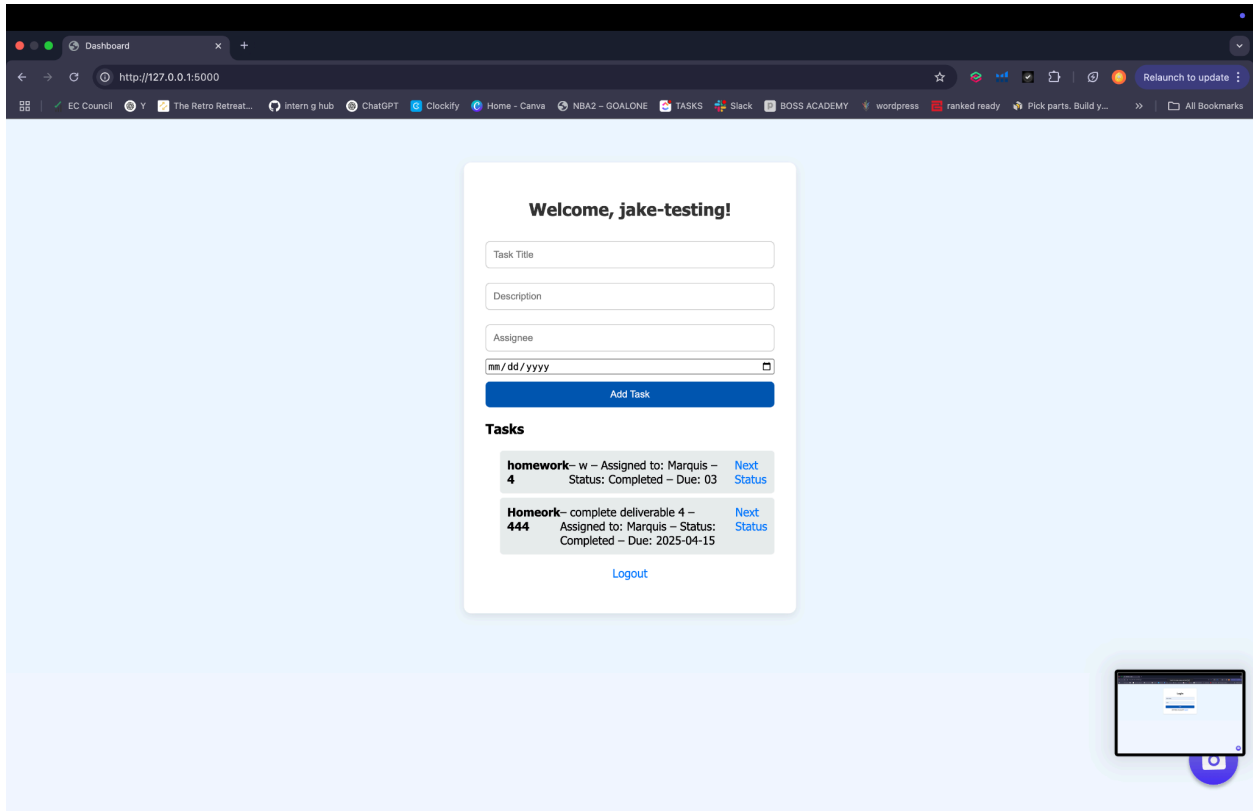 Dashboard
http://127.0.0.1:5000
Relaunch to update
EC Council
Y
The Retro Retreat...
intern g hub
ChatGPT
Clockify
Home - Canva
NBA2 – GOALONE
TASKS
Slack
BOSS ACADEMY
wordpress
ranked ready
Pick parts. Build y...
»
All Bookmarks
Welcome, jake-testing!
Task Title
Description
Assignee
mm/dd/yyyy
Add Task
Tasks
homework – w – Assigned to: Marquis – Next
4 Status: Completed – Due: 03 Status
Homeork – complete deliverable 4 – Next
444 Assigned to: Marquis – Status: Status
Completed – Due: 2025-04-15
Logout